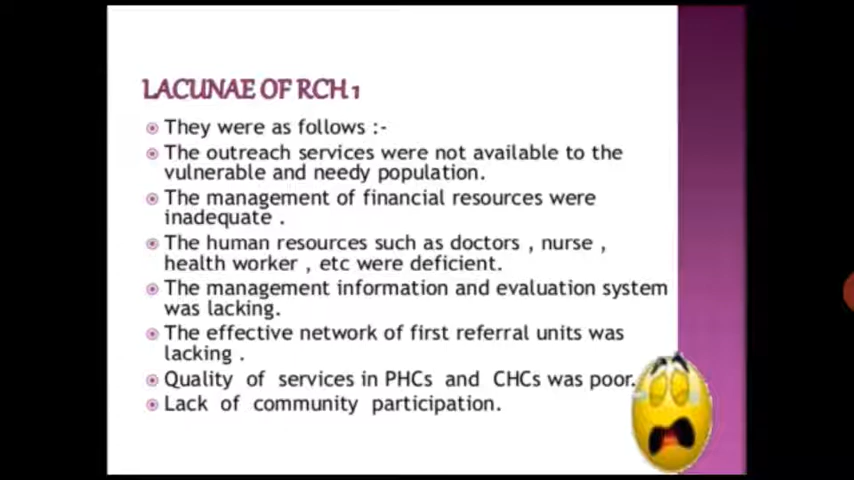 LACUNAE OF RCH 1
They were as follows :-
The outreach services were not available to the
vulnerable and needy population.
The management of financial resources were
inadequate .
The human resources such as doctors , nurse ,
health worker , etc were deficient.
The management information and evaluation system
was lacking.
The effective network of first referral units was
lacking .
Quality of services in PHCs and CHCs was poor.
Lack of community participation.